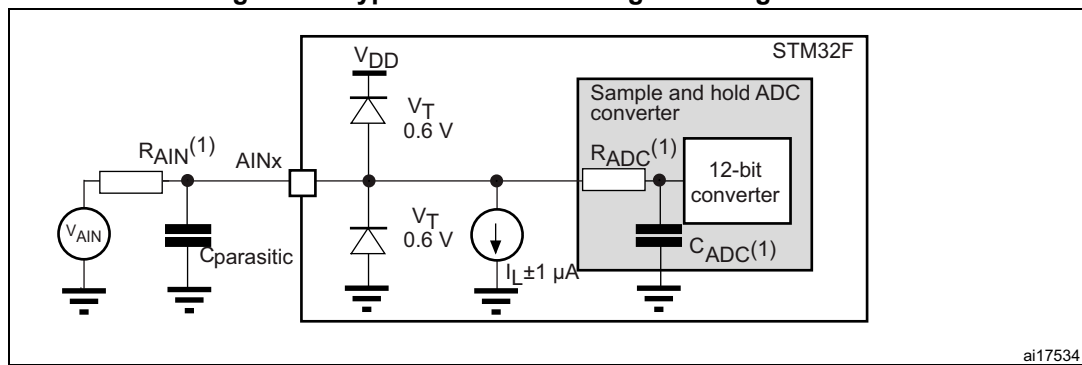 STM32F
VDD
VT
0.6 V
Sample and hold ADC
converter
RAIN(1)
AINx
RADC(1)
12-bit
converter
VAIN
Cparasitic
VT
0.6 V
IL±1 µA
CADC(1)
ai17534